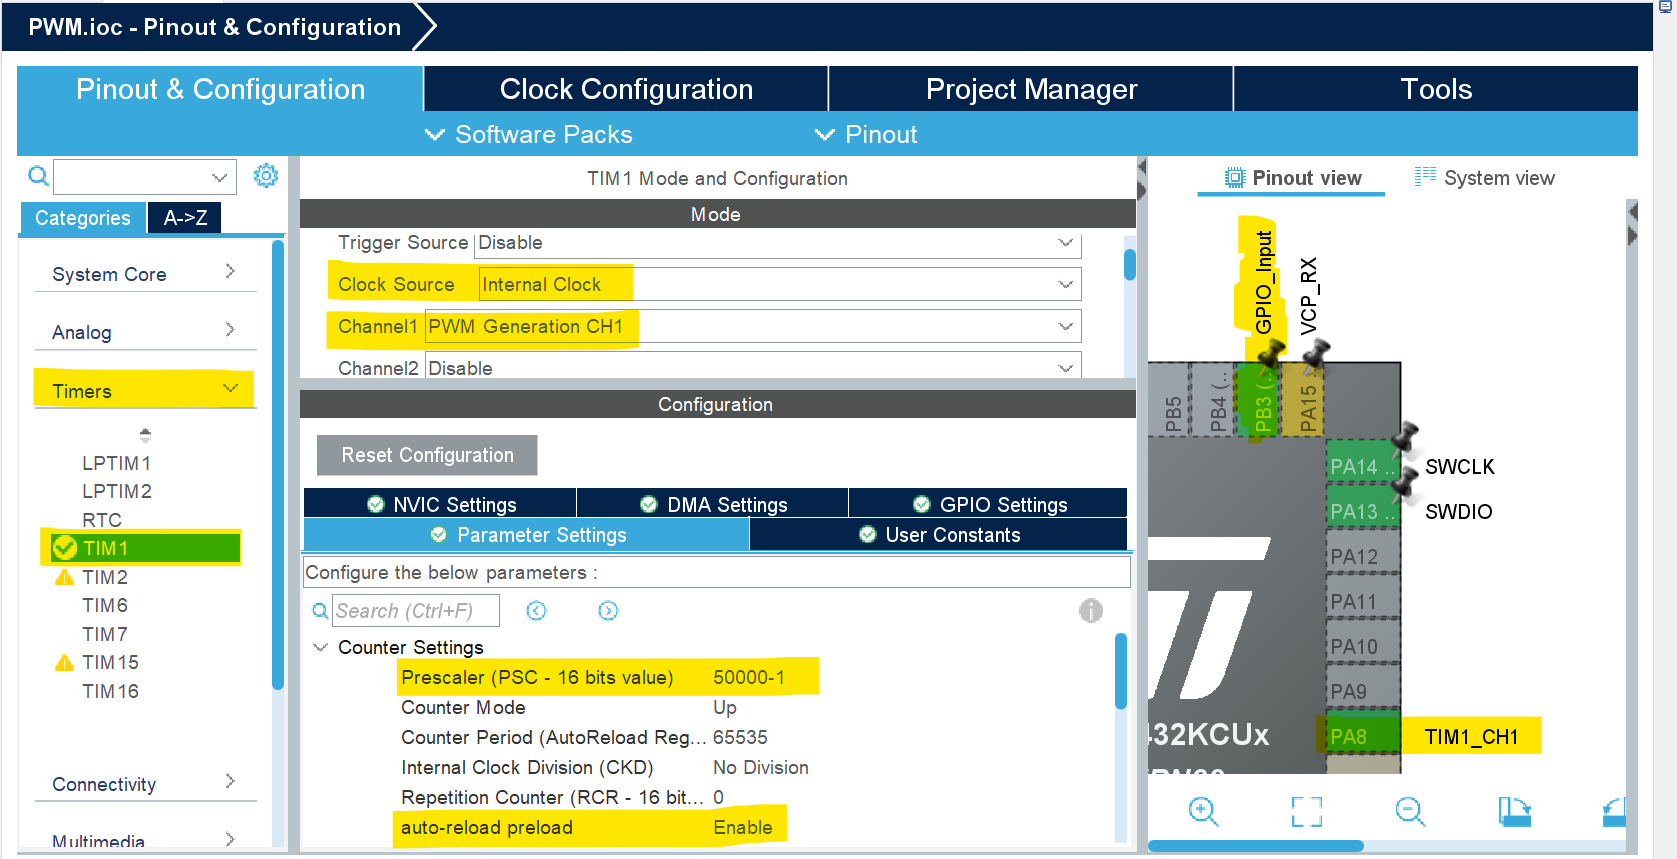 PWM.ioc - Pinout & Configuration
Pinout & Configuration
Clock Configuration
Project Manager
Tools
Software Packs
Pinout
Categories
A->Z
System Core
Analog
Timers
LPTIM1
LPTIM2
RTC
TIM1
TIM2
TIM6
TIM7
TIM15
TIM16
Connectivity
Multimedia
TIM1 Mode and Configuration
Mode
Trigger Source Disable
Clock Source Internal Clock
Channel1 PWM Generation CH1
Channel2 Disable
Configuration
Reset Configuration
NVIC Settings
DMA Settings
GPIO Settings
Parameter Settings
User Constants
Configure the below parameters :
Search (Ctrl+F)
Counter Settings
Prescaler (PSC - 16 bits value) 50000-1
Counter Mode Up
Counter Period (AutoReload Reg... 65535
Internal Clock Division (CKD) No Division
Repetition Counter (RCR - 16 bit... 0
auto-reload preload Enable
Pinout view
System view
GPIO_Input
VCP_RX
PB5
PB4 (..
PB3 (..
PA15 ..
PA14 ..
SWCLK
PA13 ..
SWDIO
PA12
PA11
PA10
PA9
PA8
TIM1_CH1
432KCUx